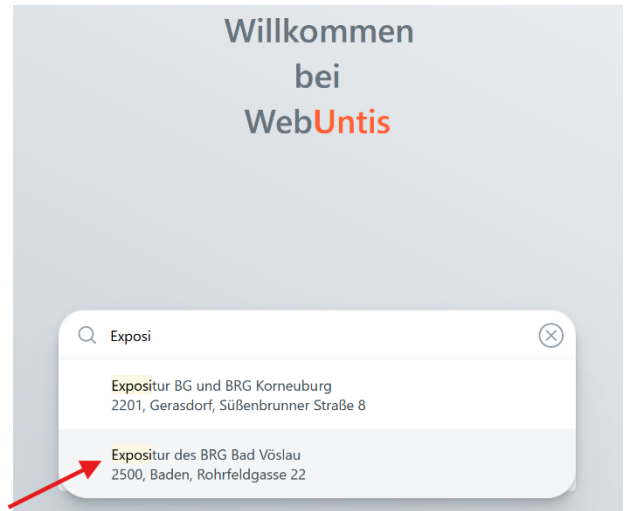 Willkommen
bei
WebUntis
Exposi
Expositur BG und BRG Korneuburg
2201, Gerasdorf, Süßenbrunner Straße 8
Expositur des BRG Bad Vöslau
2500, Baden, Rohrfeldgasse 22